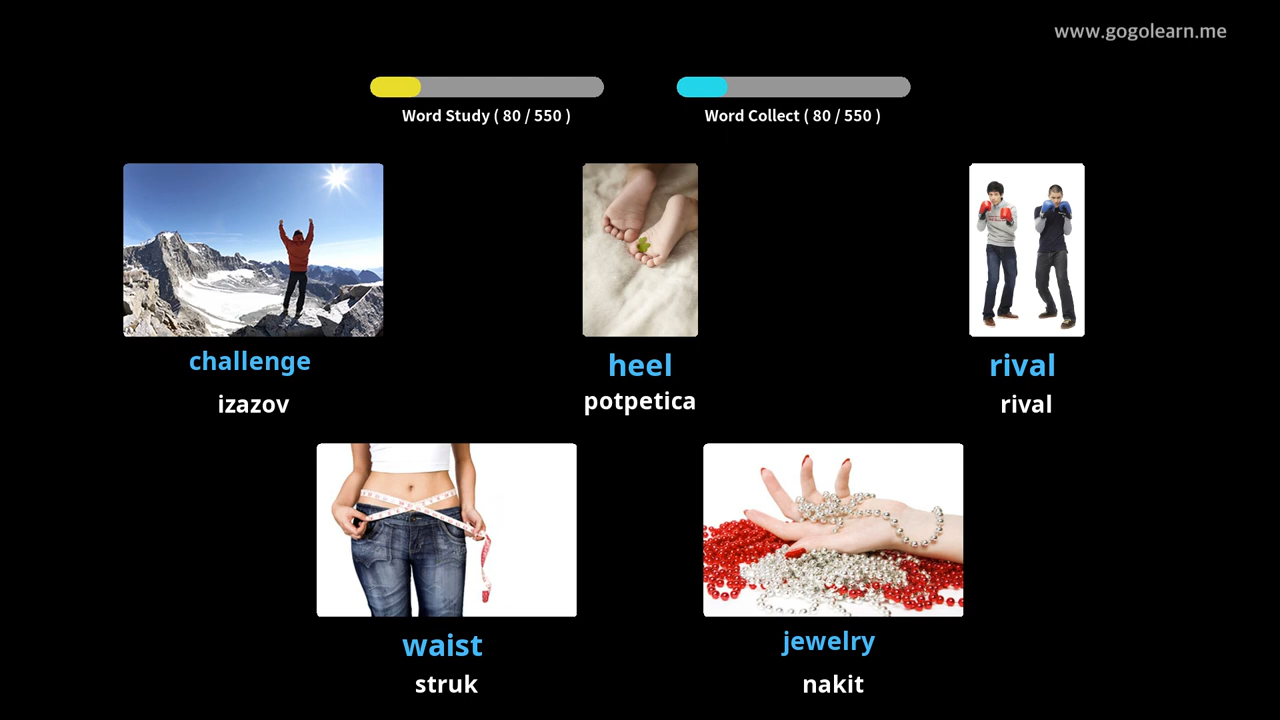 www.gogolearn.me
Word Study ( 80 / 550 )
Word Collect ( 80 / 550 )
challenge
izazov
heel
potpetica
rival
rival
waist
struk
jewelry
nakit